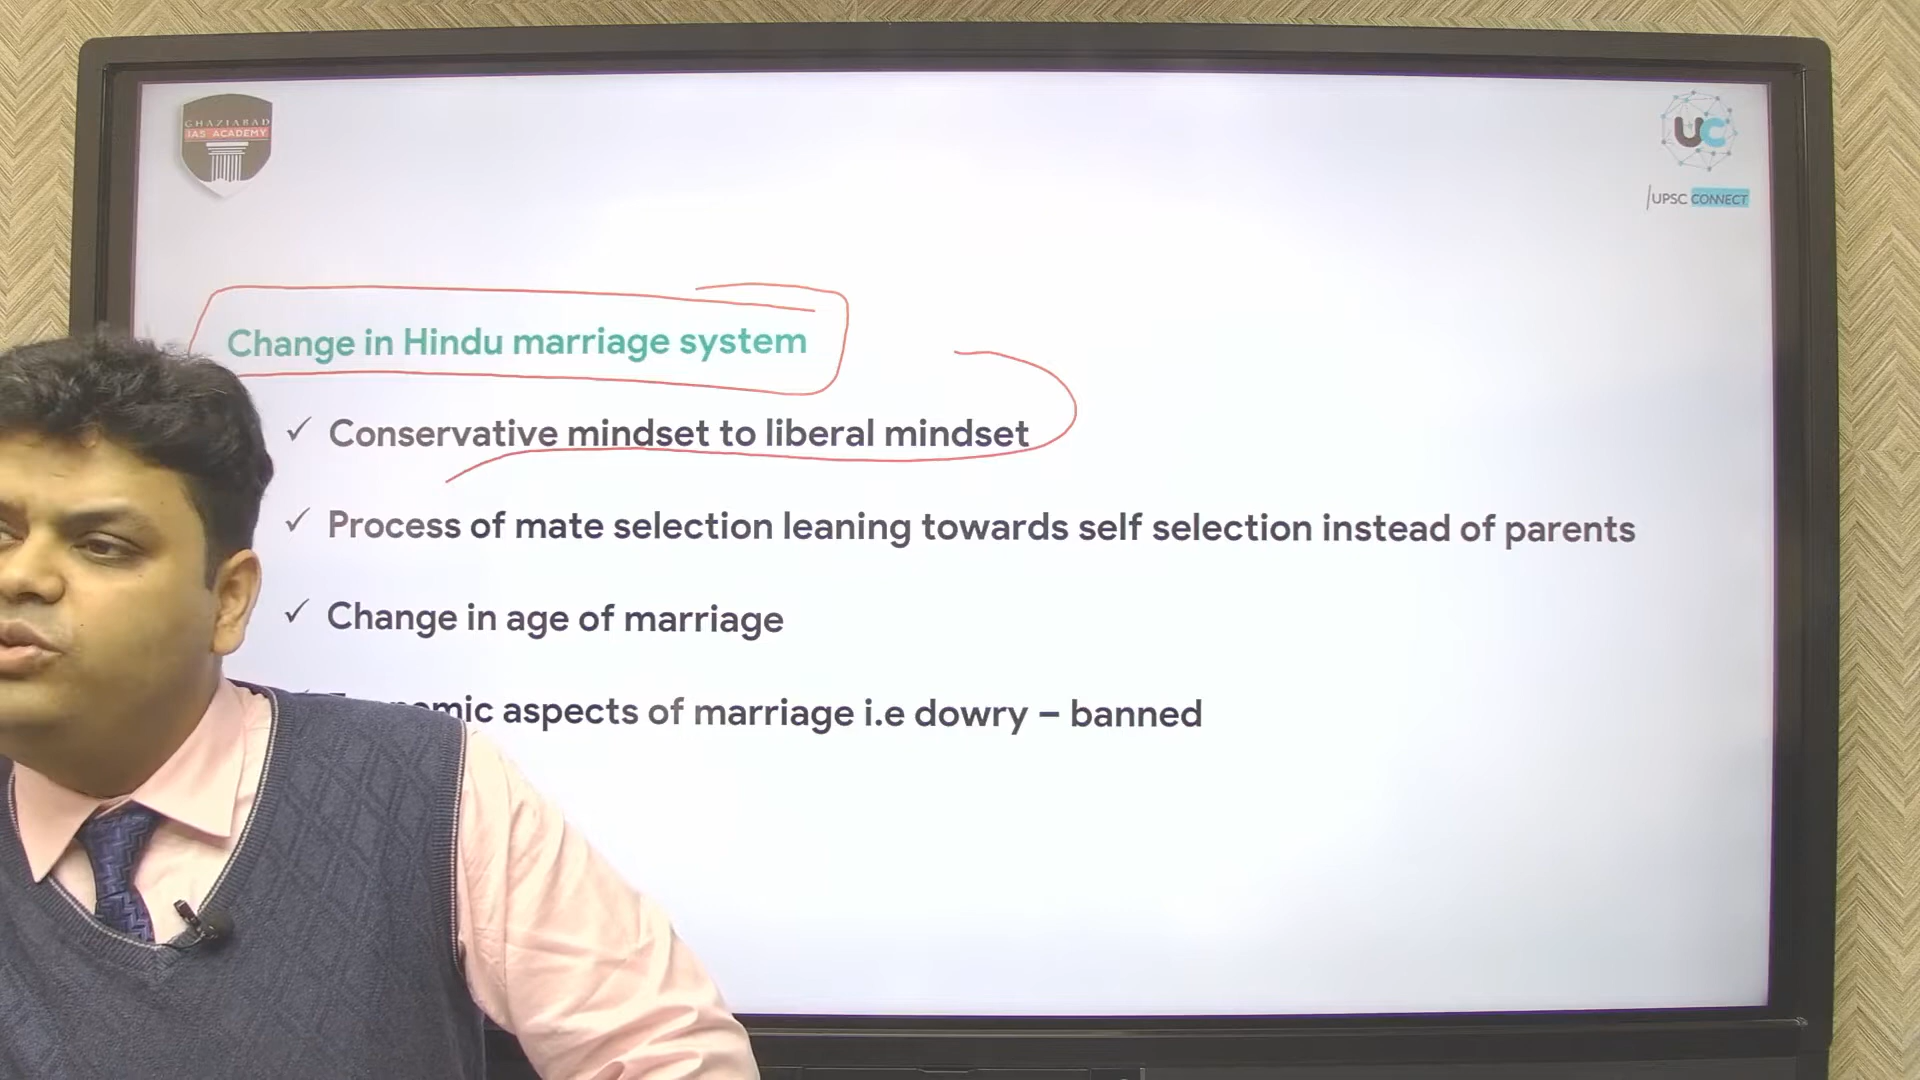 GHAZIABAD
IAS ACADEMY
UC
UPSC CONNECT
Change in Hindu marriage system
✓ Conservative mindset to liberal mindset
✓ Process of mate selection leaning towards self selection instead of parents
✓ Change in age of marriage
aspects of marriage i.e dowry – banned